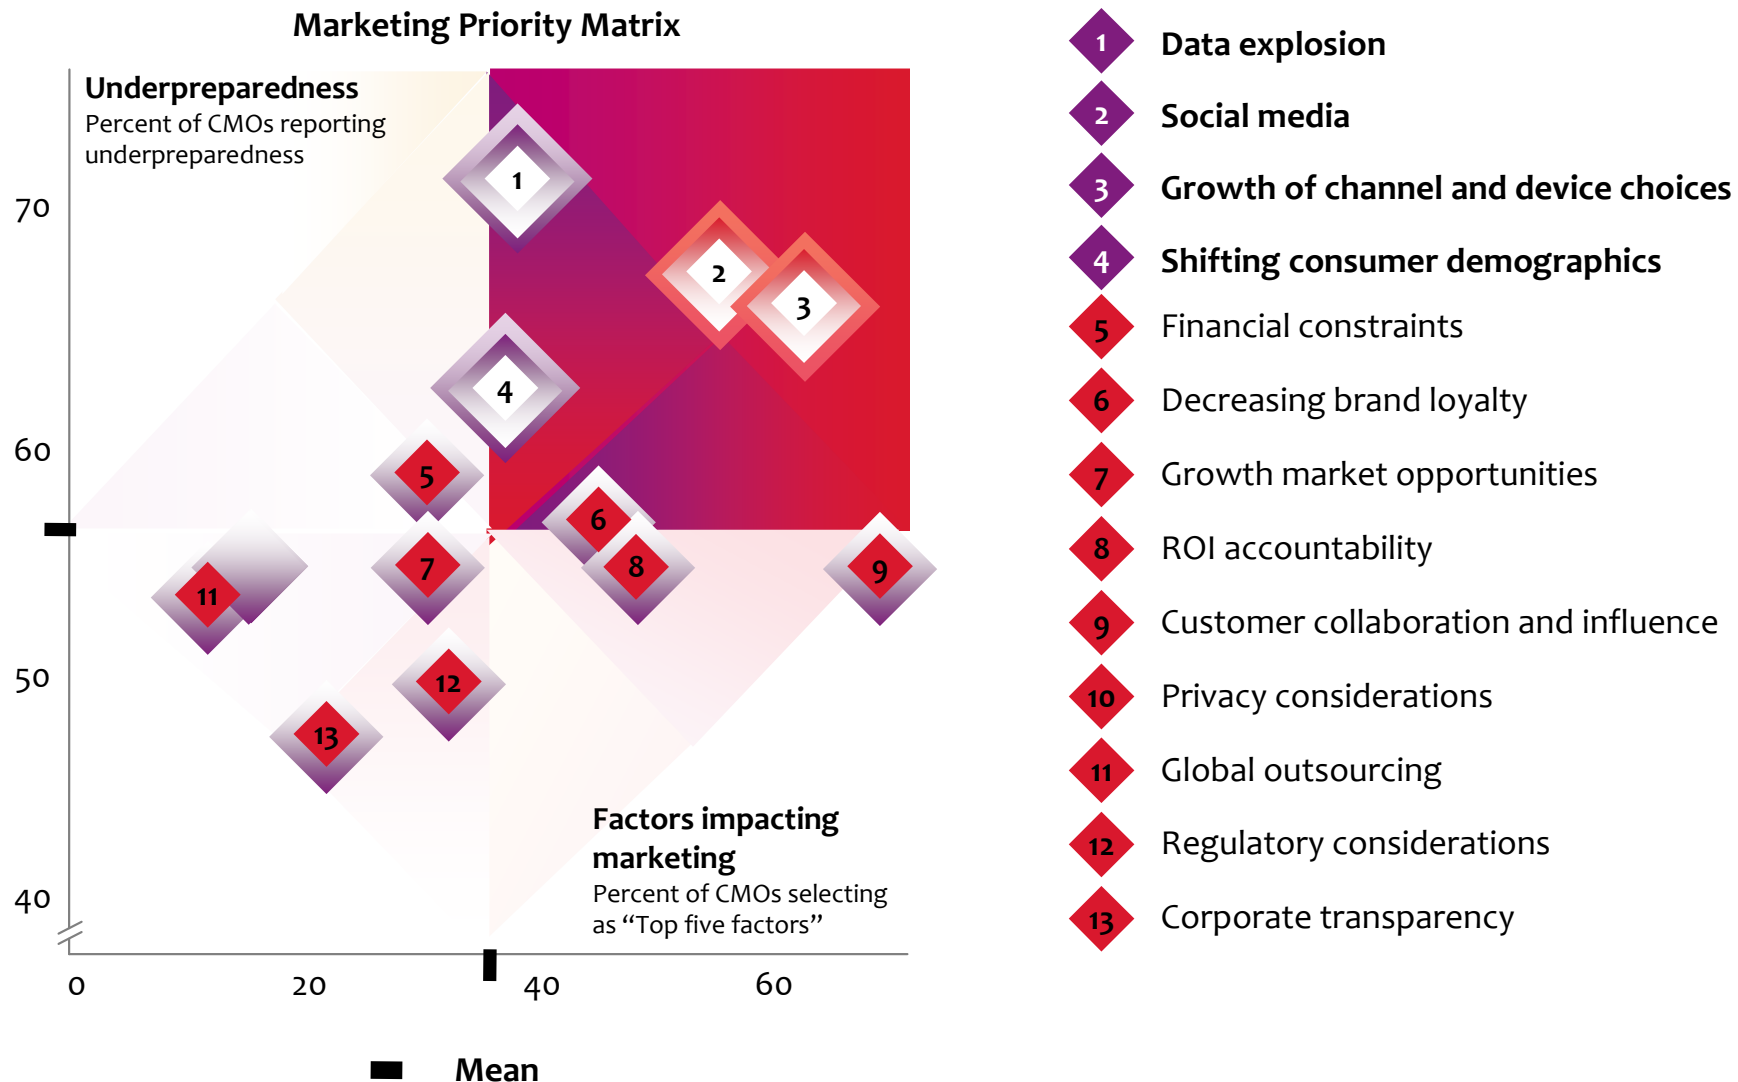 Marketing Priority Matrix
Underpreparedness
Percent of CMOs reporting
underpreparedness
70
60
50
40
0
20
40
60
1
2
3
4
5
6
7
8
9
11
12
13
Factors impacting
marketing
Percent of CMOs selecting
as “Top five factors”
Mean
1 Data explosion
2 Social media
3 Growth of channel and device choices
4 Shifting consumer demographics
5 Financial constraints
6 Decreasing brand loyalty
7 Growth market opportunities
8 ROI accountability
9 Customer collaboration and influence
10 Privacy considerations
11 Global outsourcing
12 Regulatory considerations
13 Corporate transparency